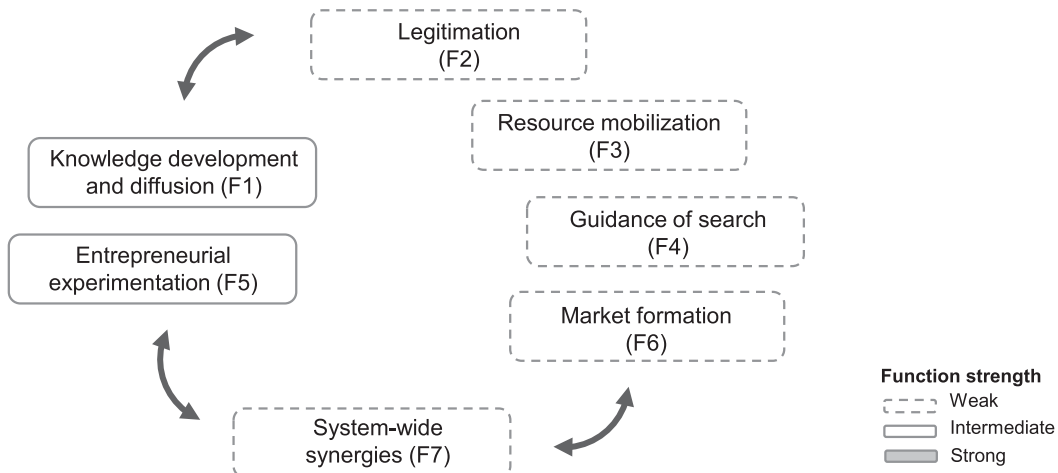 Legitimation
(F2)
Resource mobilization
(F3)
Knowledge development
and diffusion (F1)
Guidance of search
(F4)
Entrepreneurial
experimentation (F5)
Market formation
(F6)
System-wide
synergies (F7)
Function strength
Weak
Intermediate
Strong